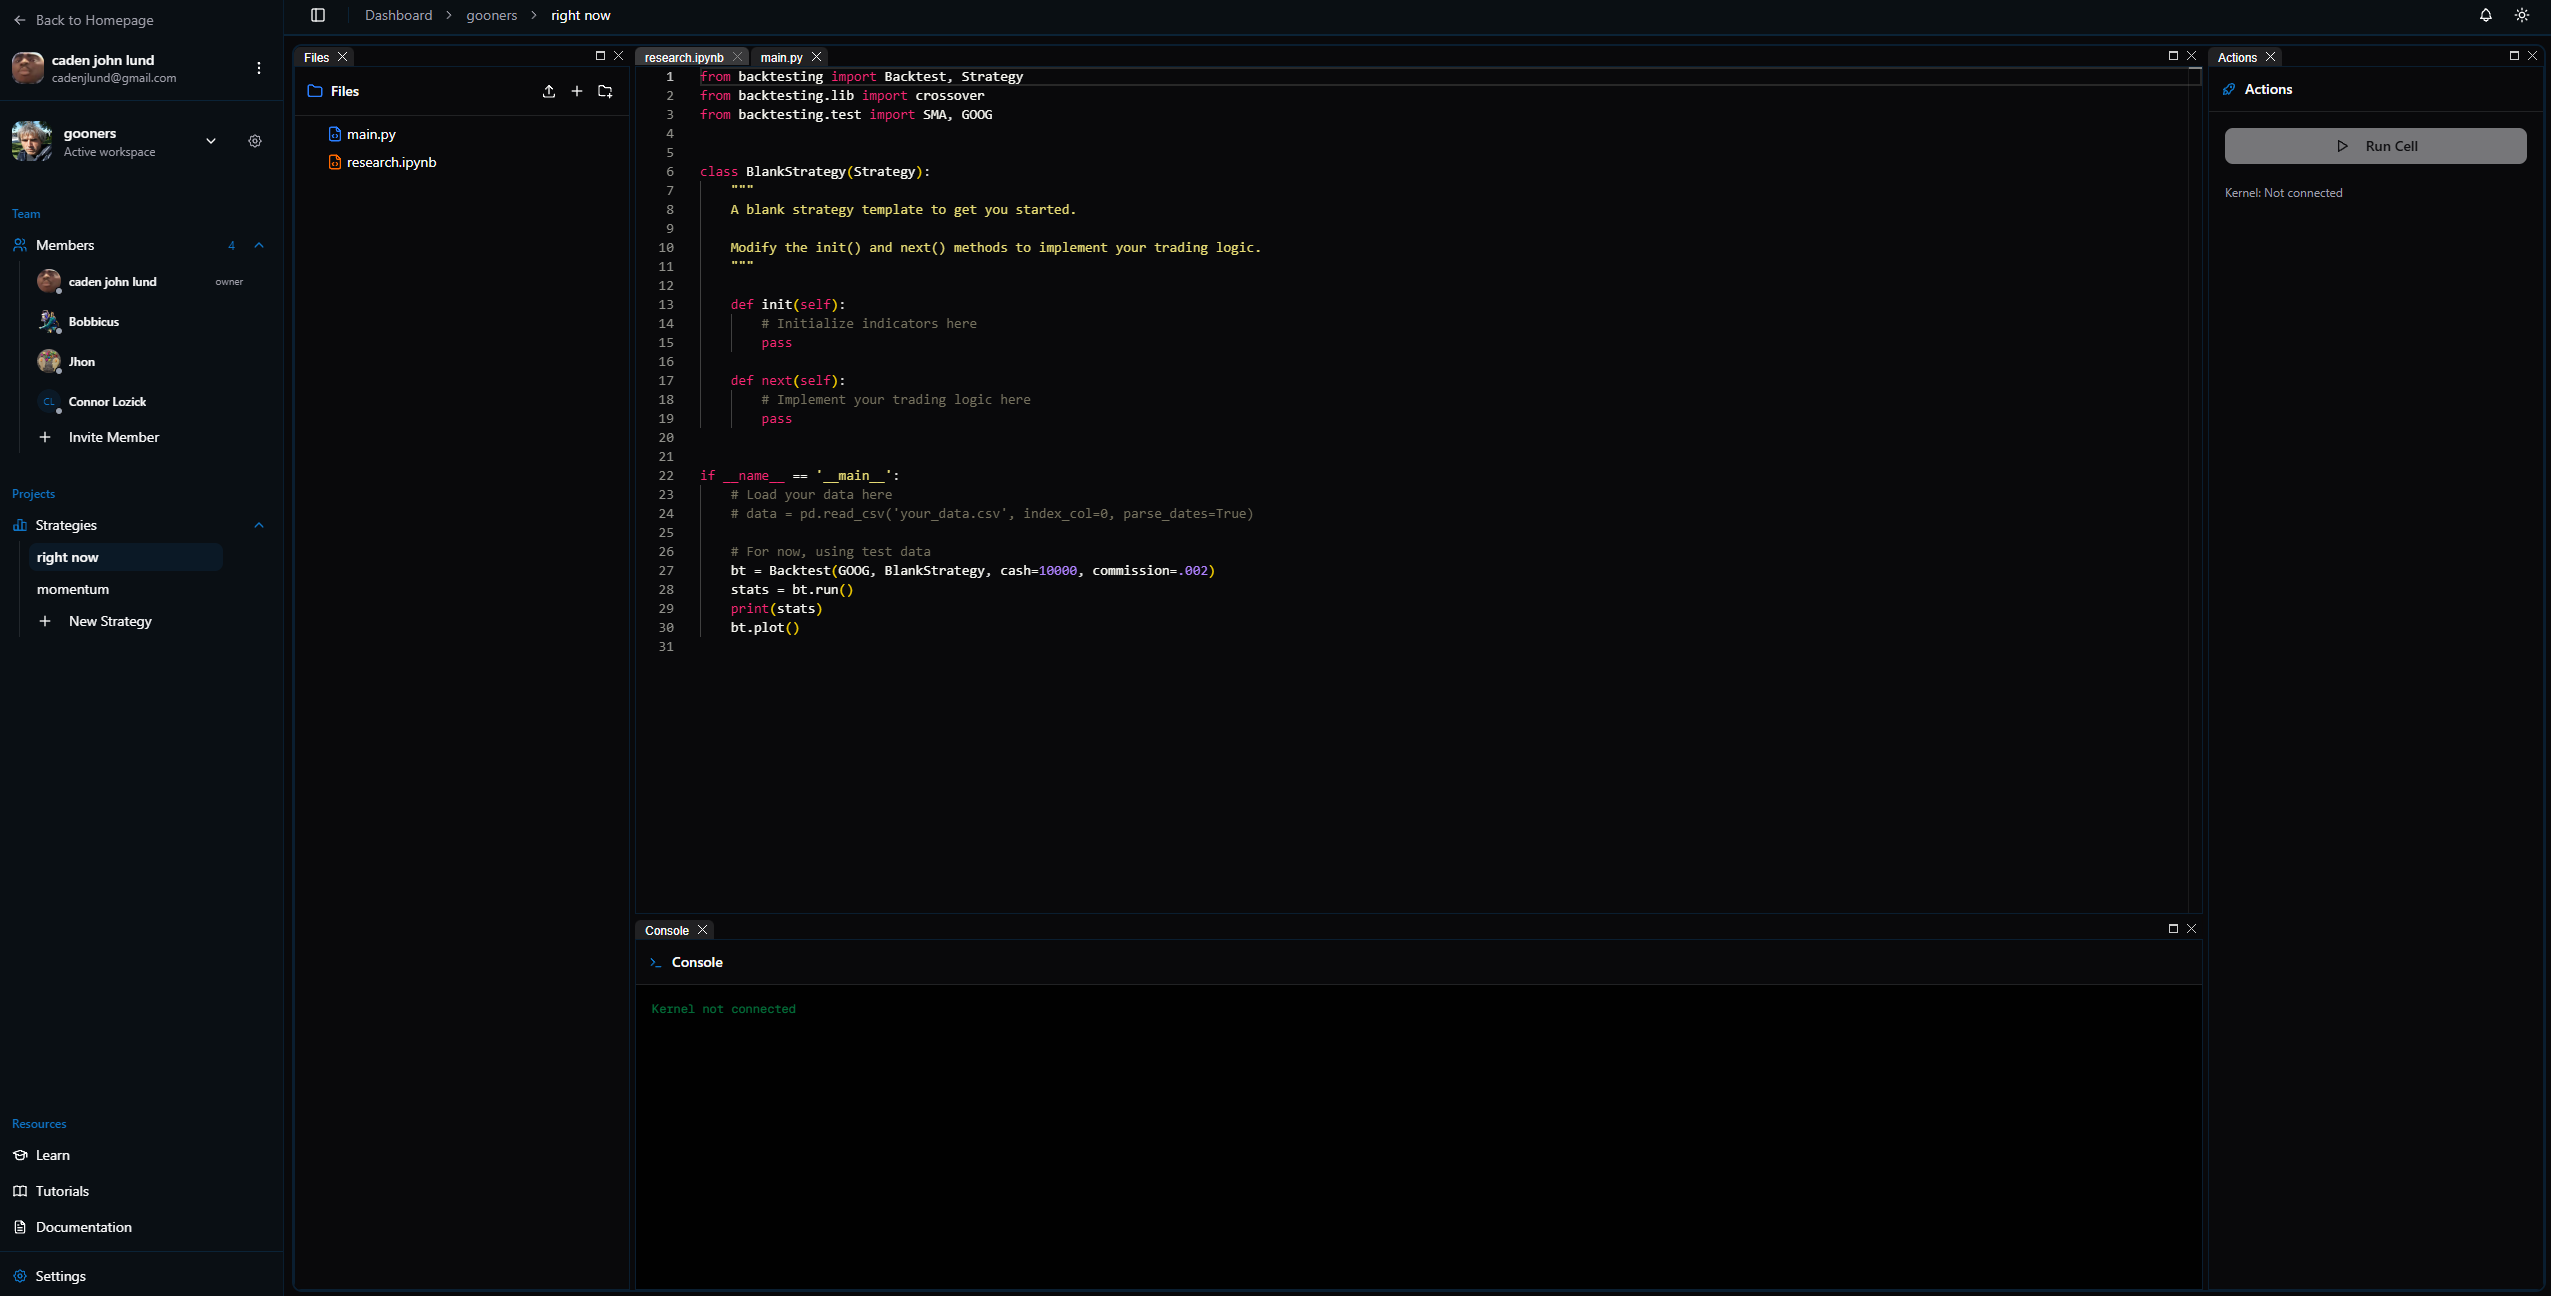 Back to Homepage
caden john lund
cadenjlund@gmail.com
gooners
Active workspace
Team
Members 4
caden john lund owner
Bobbicus
Jhon
CL Connor Lozick
Invite Member
Projects
Strategies
right now
momentum
New Strategy
Resources
Learn
Tutorials
Documentation
Settings
Dashboard > gooners > right now
Files
Files
main.py
research.ipynb
research.ipynb main.py
1 from backtesting import Backtest, Strategy
2 from backtesting.lib import crossover
3 from backtesting.test import SMA, GOOG
4
5
6 class BlankStrategy(Strategy):
7 """
8 A blank strategy template to get you started.
9
10 Modify the init() and next() methods to implement your trading logic.
11 """
12
13 def init(self):
14 # Initialize indicators here
15 pass
16
17 def next(self):
18 # Implement your trading logic here
19 pass
20
21
22 if __name__ == '__main__':
23 # Load your data here
24 # data = pd.read_csv('your_data.csv', index_col=0, parse_dates=True)
25
26 # For now, using test data
27 bt = Backtest(GOOG, BlankStrategy, cash=10000, commission=.002)
28 stats = bt.run()
29 print(stats)
30 bt.plot()
31
Console
>_ Console
Kernel not connected
Actions
Actions
Run Cell
Kernel: Not connected